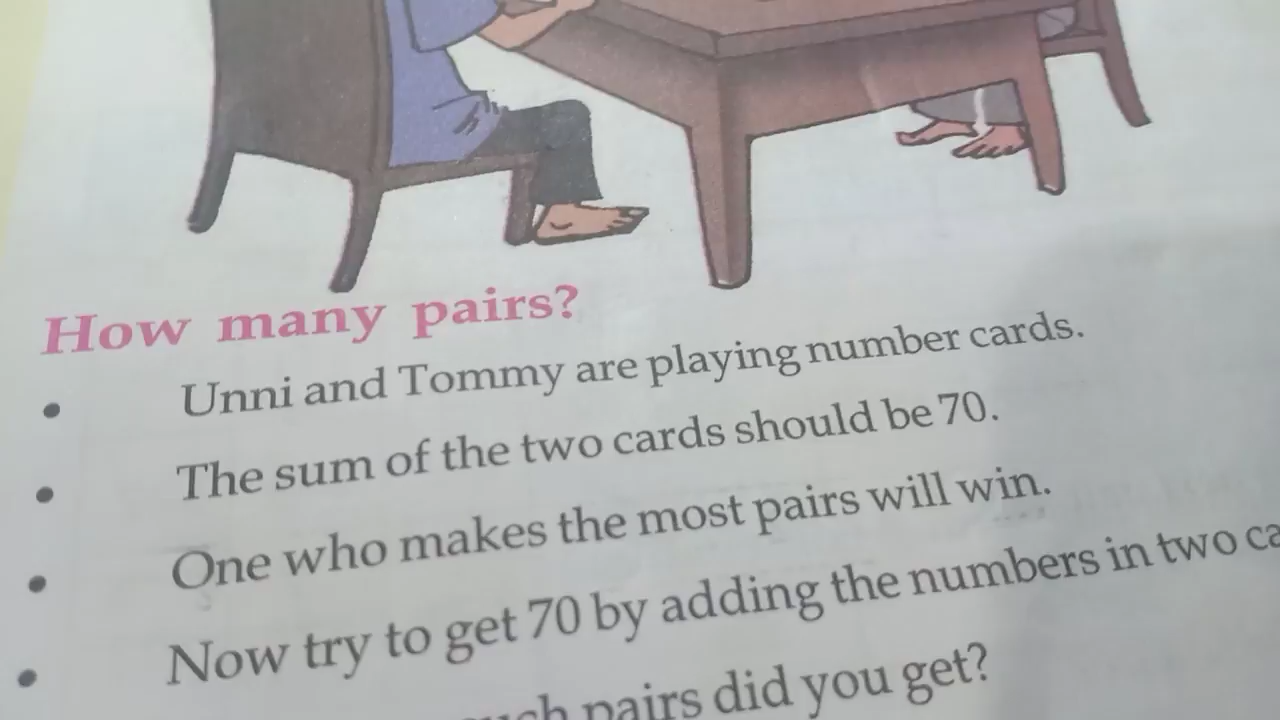 How many pairs?
• Unni and Tommy are playing number cards.
• The sum of the two cards should be 70.
• One who makes the most pairs will win.
• Now try to get 70 by adding the numbers in two
pairs did you get?